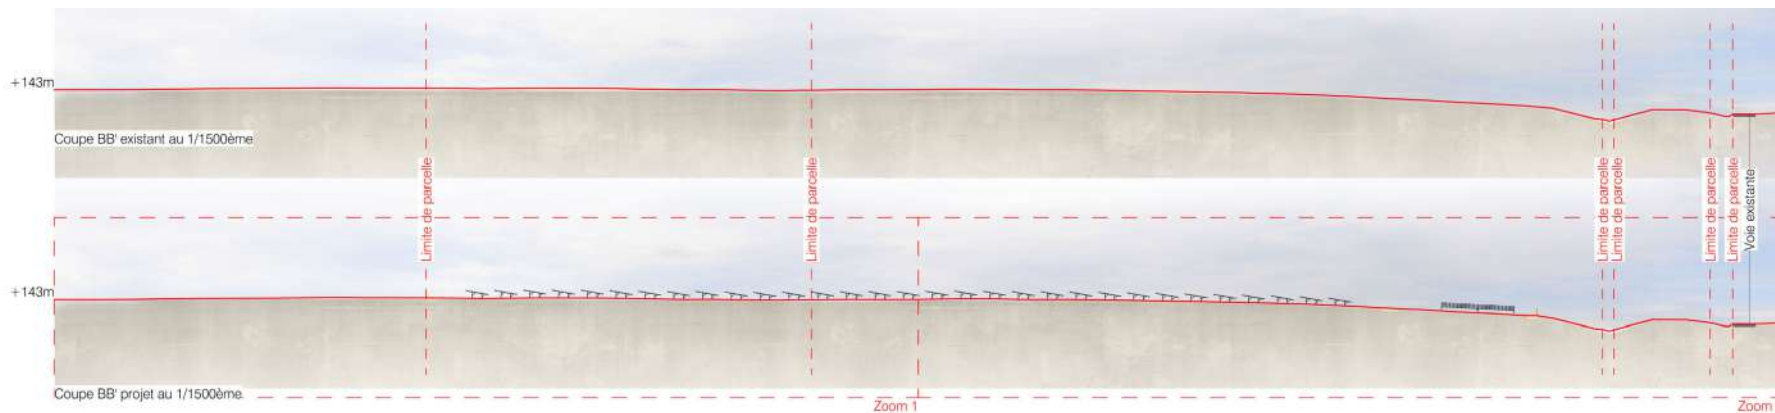 +143m
Coupe BB' existant au 1/1500ème
Limite de parcelle
Limite de parcelle
Limite de parcelle
Limite de parcelle
Limite de parcelle
Limite de parcelle
Voie existante
+143m
Coupe BB' projet au 1/1500ème
Zoom 1
Zoom